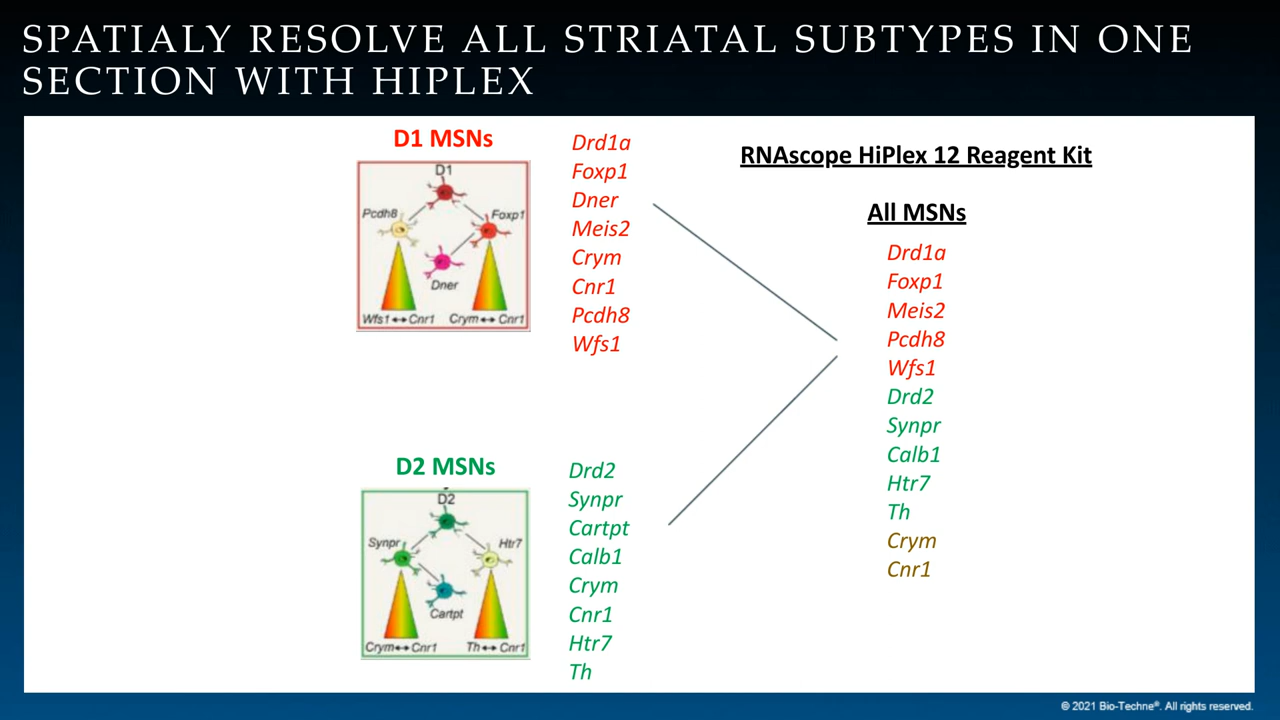 SPATIALY RESOLVE ALL STRIATAL SUBTYPES IN ONE
SECTION WITH HIPLEX
D1 MSNs
D1
Pcdh8
Foxp1
Dner
Wfs1↔Cnr1 Crym↔Cnr1
Drd1a
Foxp1
Dner
Meis2
Crym
Cnr1
Pcdh8
Wfs1
D2 MSNs
D2
Synpr
Htr7
Cartpt
Crym↔Cnr1 Th↔Cnr1
Drd2
Synpr
Cartpt
Calb1
Crym
Cnr1
Htr7
Th
RNAscope HiPlex 12 Reagent Kit
All MSNs
Drd1a
Foxp1
Meis2
Pcdh8
Wfs1
Drd2
Synpr
Calb1
Htr7
Th
Crym
Cnr1
© 2021 Bio-Techne®. All rights reserved.